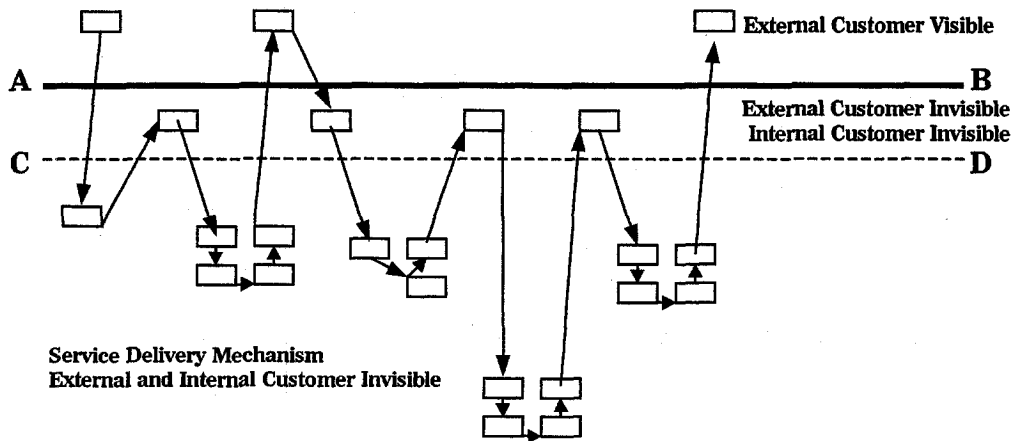 External Customer Visible
A
B
External Customer Invisible
Internal Customer Invisible
C
D
Service Delivery Mechanism
External and Internal Customer Invisible